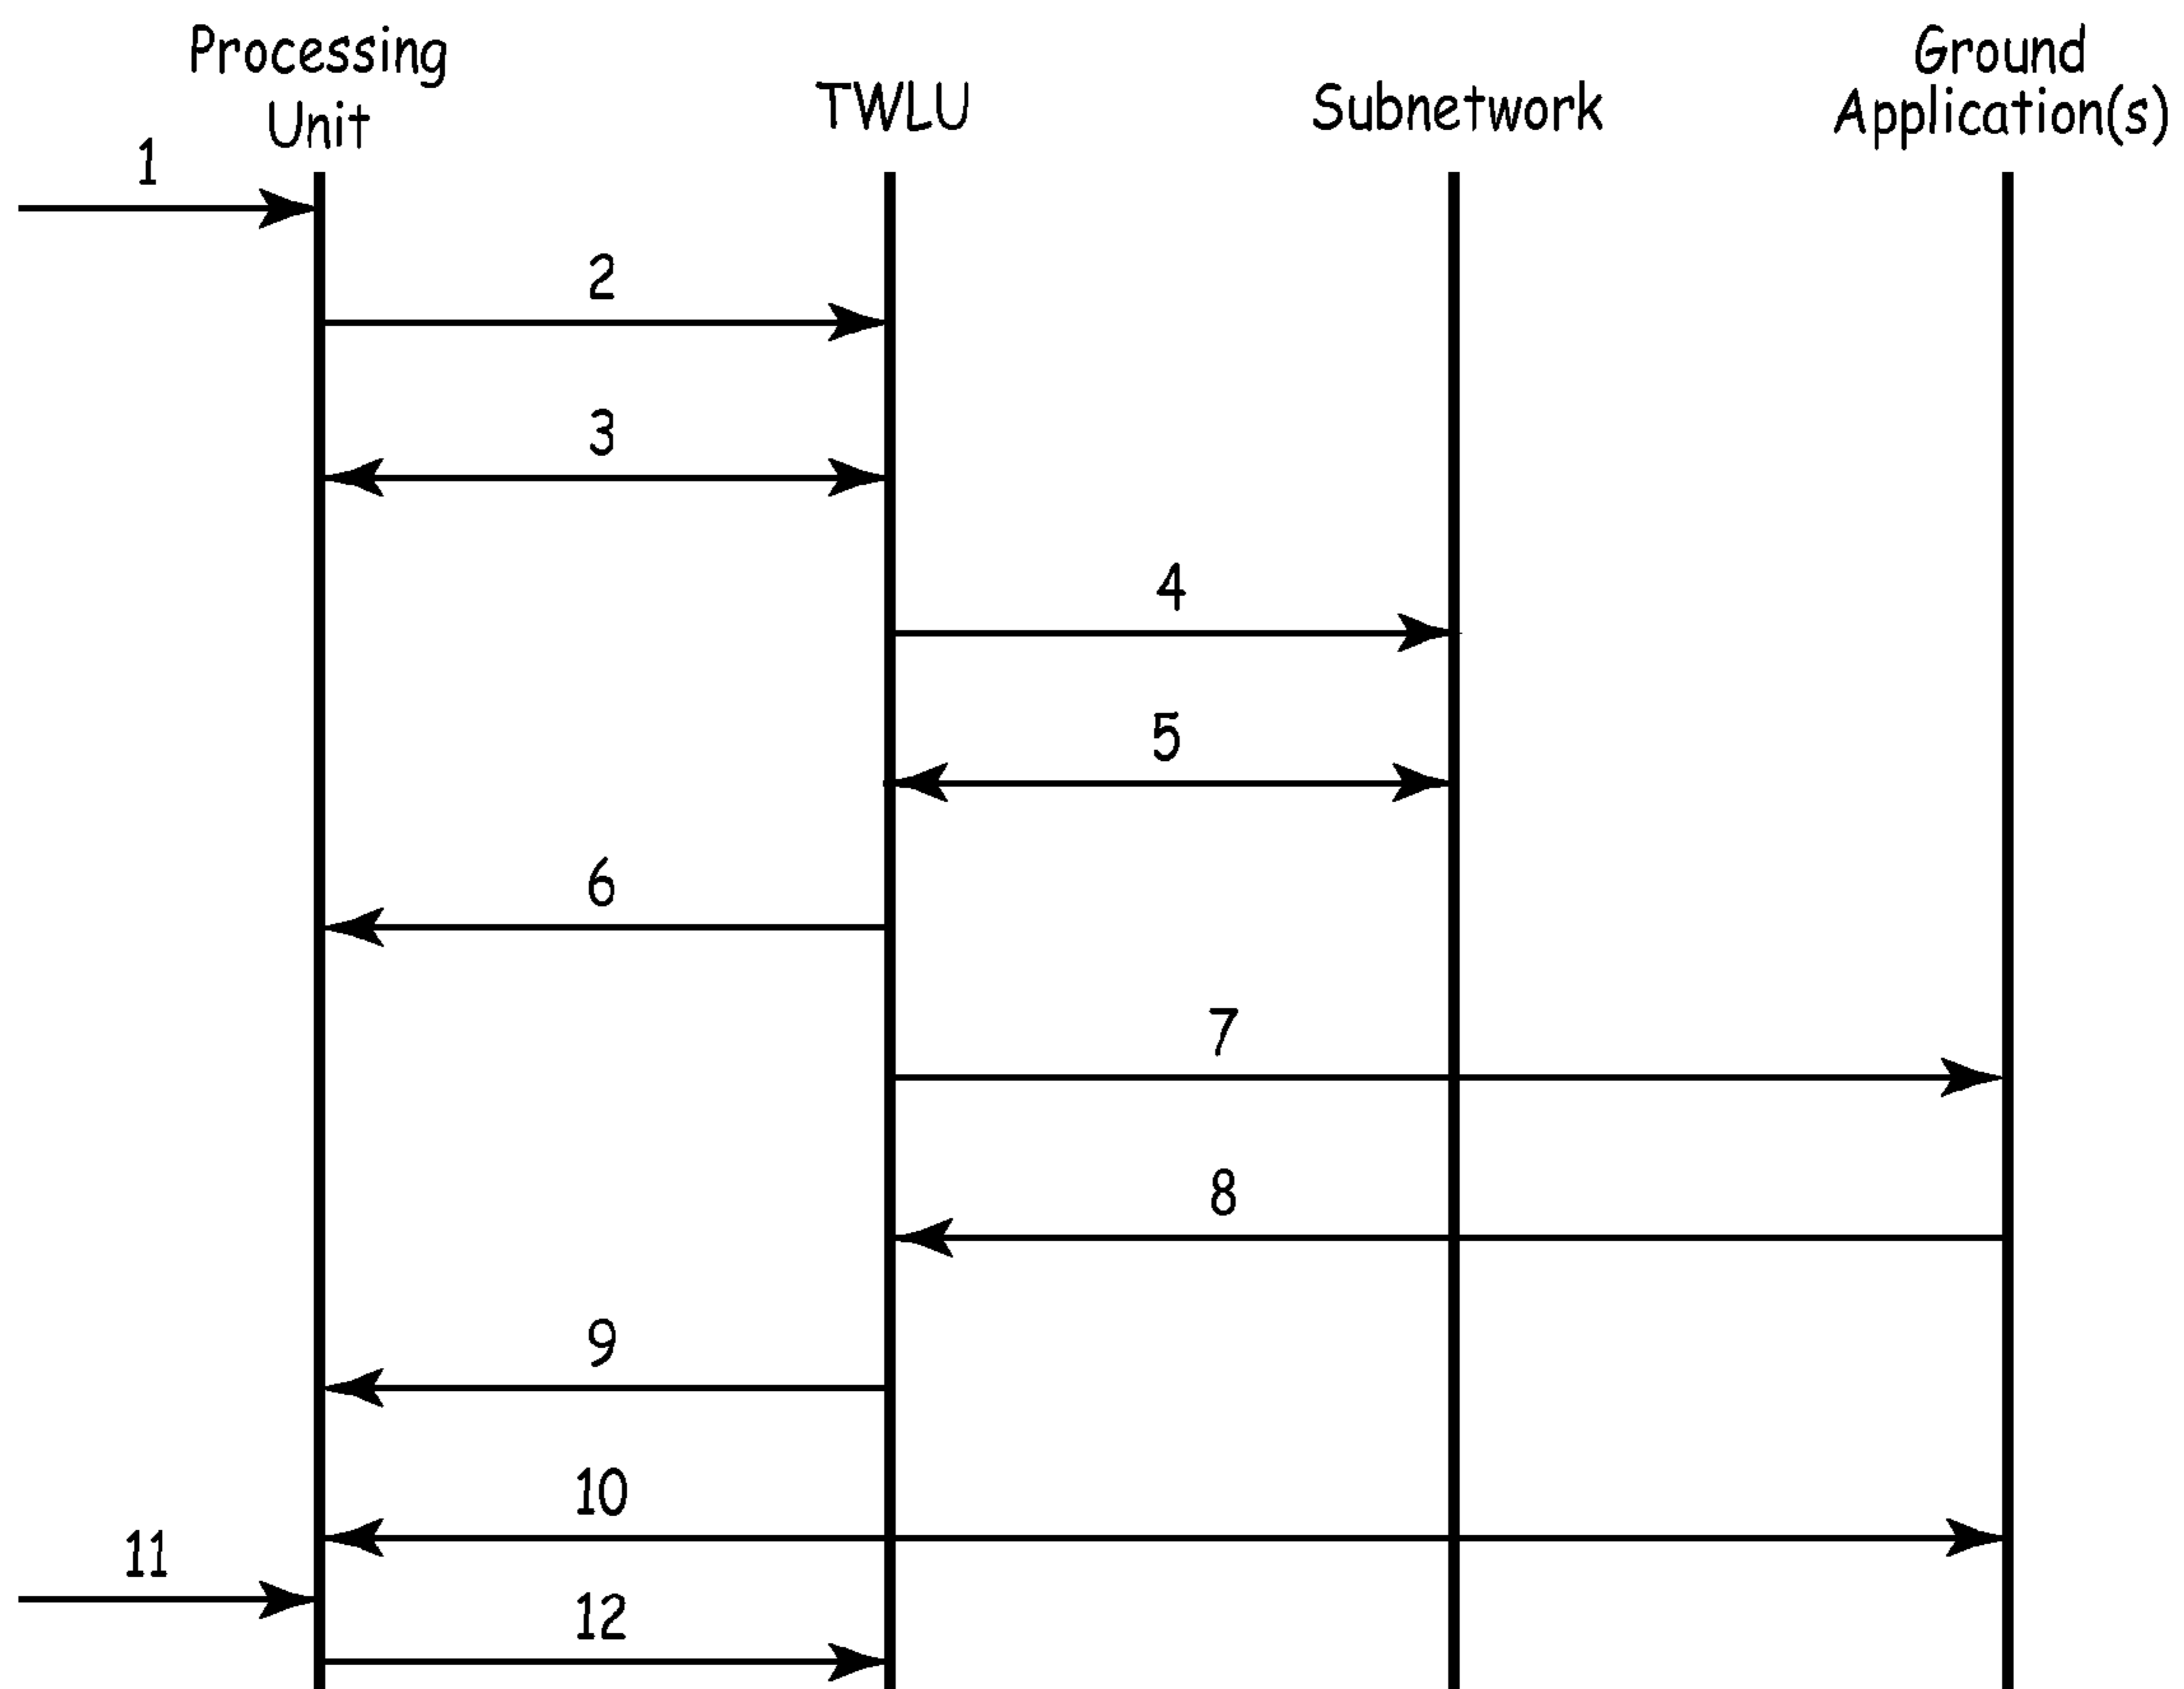 Processing
Unit
TWLU
Subnetwork
Ground
Application(s)
1
2
3
4
5
6
7
8
9
10
11
12